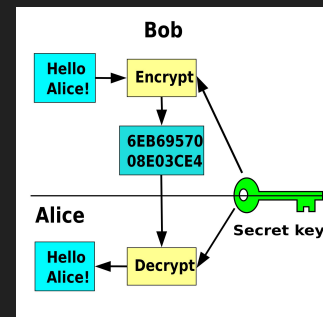 Bob
Hello
Alice!
Encrypt
6EB69570
08E03CE4
Alice
Secret key
Hello
Alice!
Decrypt